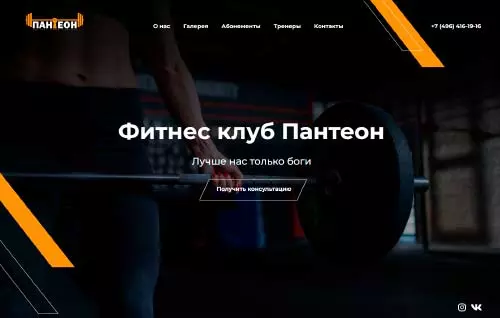 ПАНТЕОН
О нас Галерея Абонементы Тренеры Контакты +7 (496) 416-19-16
Фитнес клуб Пантеон
Лучше нас только боги
Получить консультацию